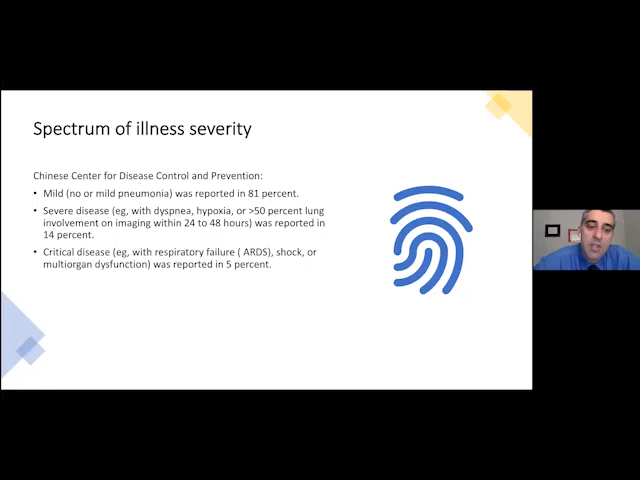 Spectrum of illness severity
Chinese Center for Disease Control and Prevention:
• Mild (no or mild pneumonia) was reported in 81 percent.
• Severe disease (eg, with dyspnea, hypoxia, or >50 percent lung
involvement on imaging within 24 to 48 hours) was reported in
14 percent.
• Critical disease (eg, with respiratory failure ( ARDS), shock, or
multiorgan dysfunction) was reported in 5 percent.